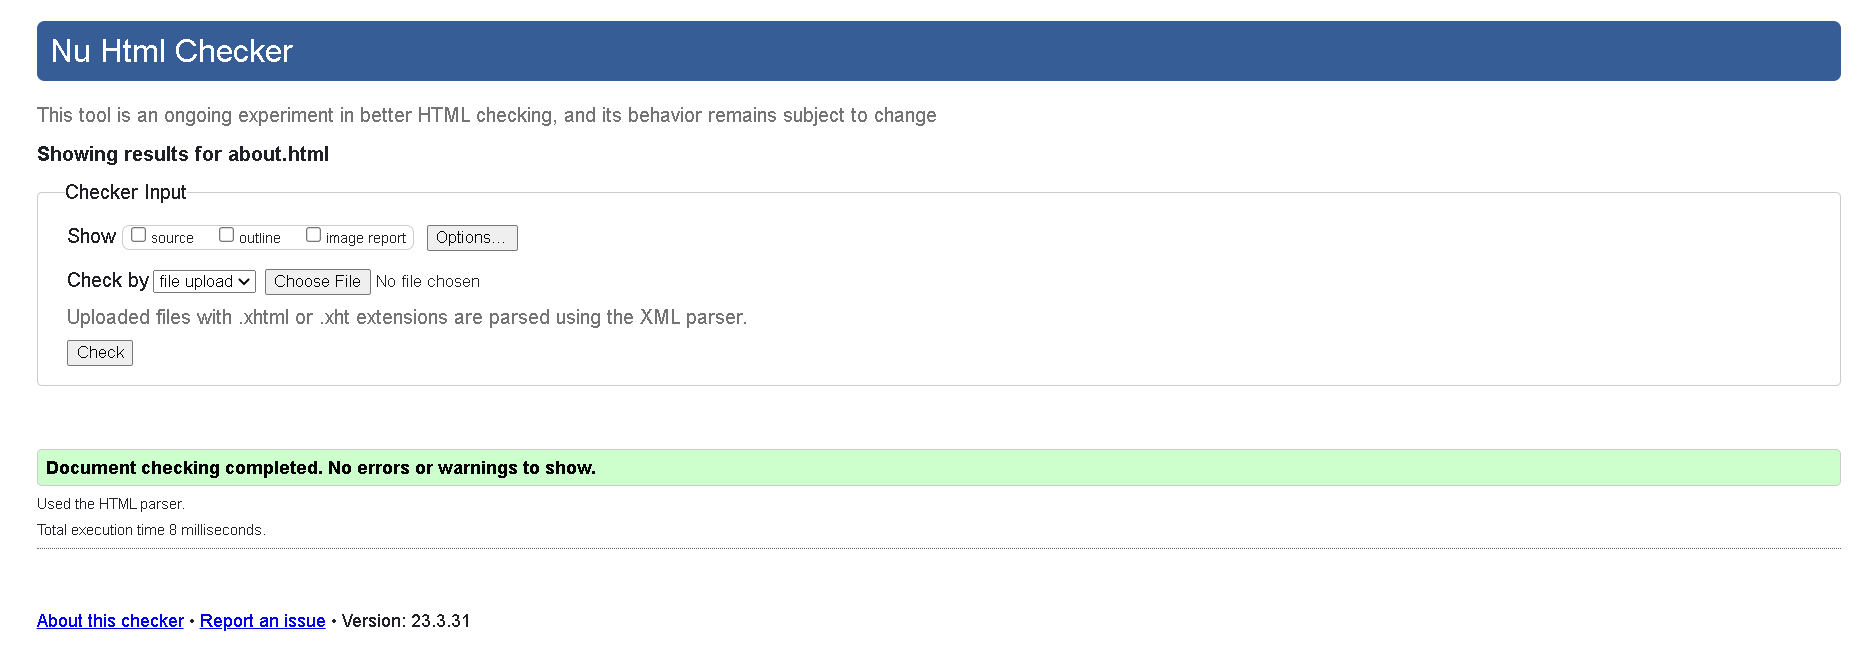 Nu Html Checker
This tool is an ongoing experiment in better HTML checking, and its behavior remains subject to change
Showing results for about.html
Checker Input
Show source outline image report Options...
Check by file upload Choose File No file chosen
Uploaded files with .xhtml or .xht extensions are parsed using the XML parser.
Check
Document checking completed. No errors or warnings to show.
Used the HTML parser.
Total execution time 8 milliseconds.
About this checker • Report an issue • Version: 23.3.31